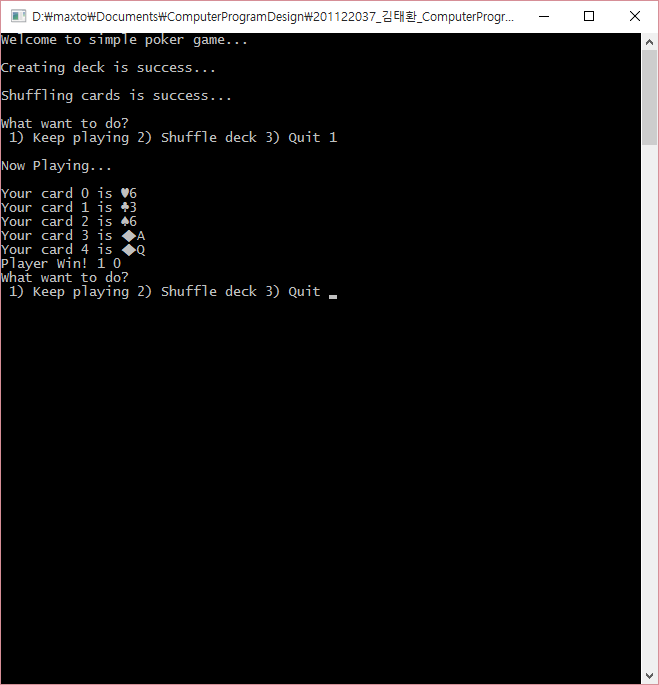 D:\maxto\Documents\ComputerProgramDesign\201122037_김태환_ComputerProgr...
Welcome to simple poker game...
Creating deck is success...
Shuffling cards is success...
What want to do?
1) Keep playing 2) Shuffle deck 3) Quit 1
Now Playing...
Your card 0 is ♥6
Your card 1 is ♣3
Your card 2 is ♠6
Your card 3 is ◆A
Your card 4 is ◆Q
Player Win! 1 0
What want to do?
1) Keep playing 2) Shuffle deck 3) Quit